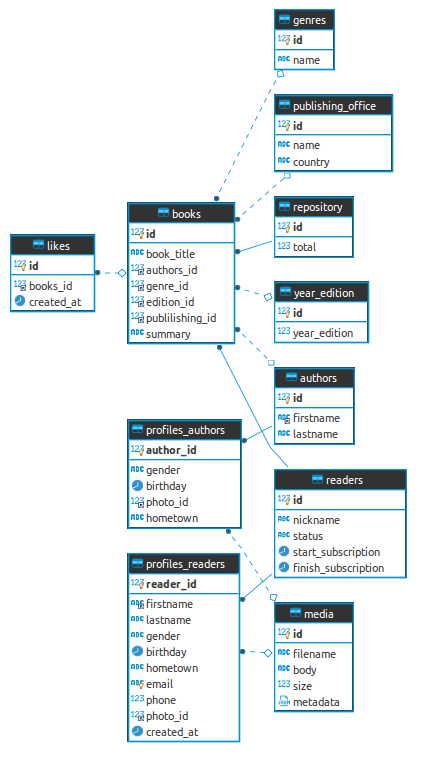 genres
id
name
publishing_office
id
name
country
repository
id
total
books
id
book_title
authors_id
genre_id
edition_id
publilishing_id
summary
likes
id
books_id
created_at
year_edition
id
year_edition
authors
id
firstname
lastname
profiles_authors
author_id
gender
birthday
photo_id
hometown
readers
id
nickname
status
start_subscription
finish_subscription
profiles_readers
reader_id
firstname
lastname
gender
birthday
hometown
email
phone
photo_id
created_at
media
id
filename
body
size
metadata